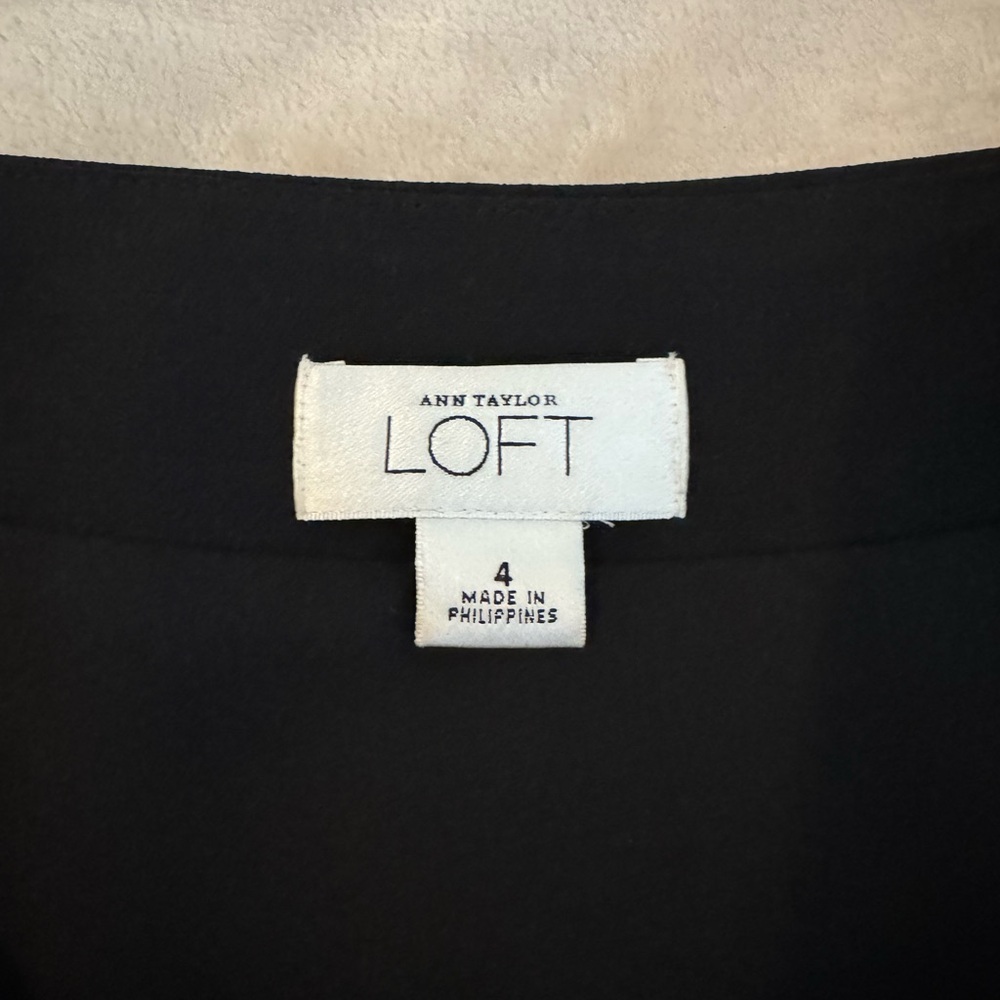 ANN TAYLOR
LOFT
4
MADE IN
PHILIPPINES